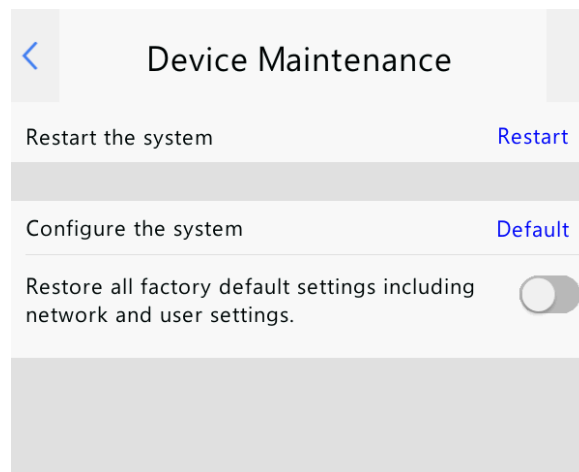 Device Maintenance
Restart the system Restart
Configure the system Default
Restore all factory default settings including
network and user settings.